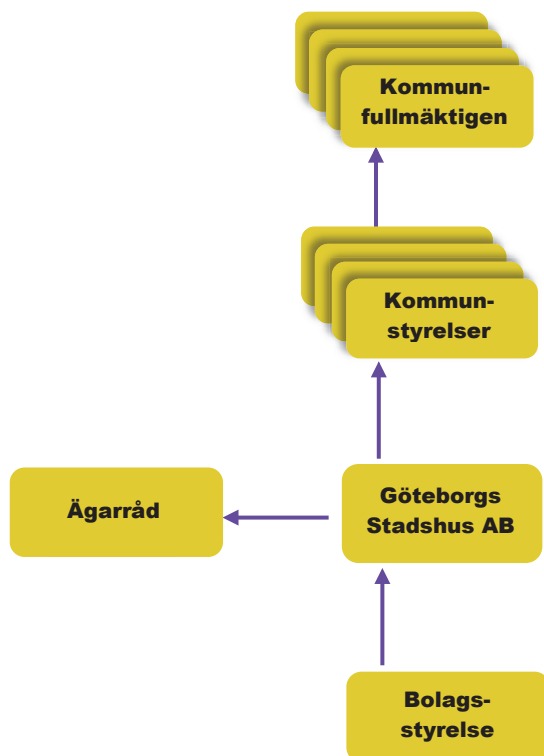 Kommun-
fullmäktigen
Kommun-
styrelser
Ägarråd
Göteborgs
Stadshus AB
Bolags-
styrelse